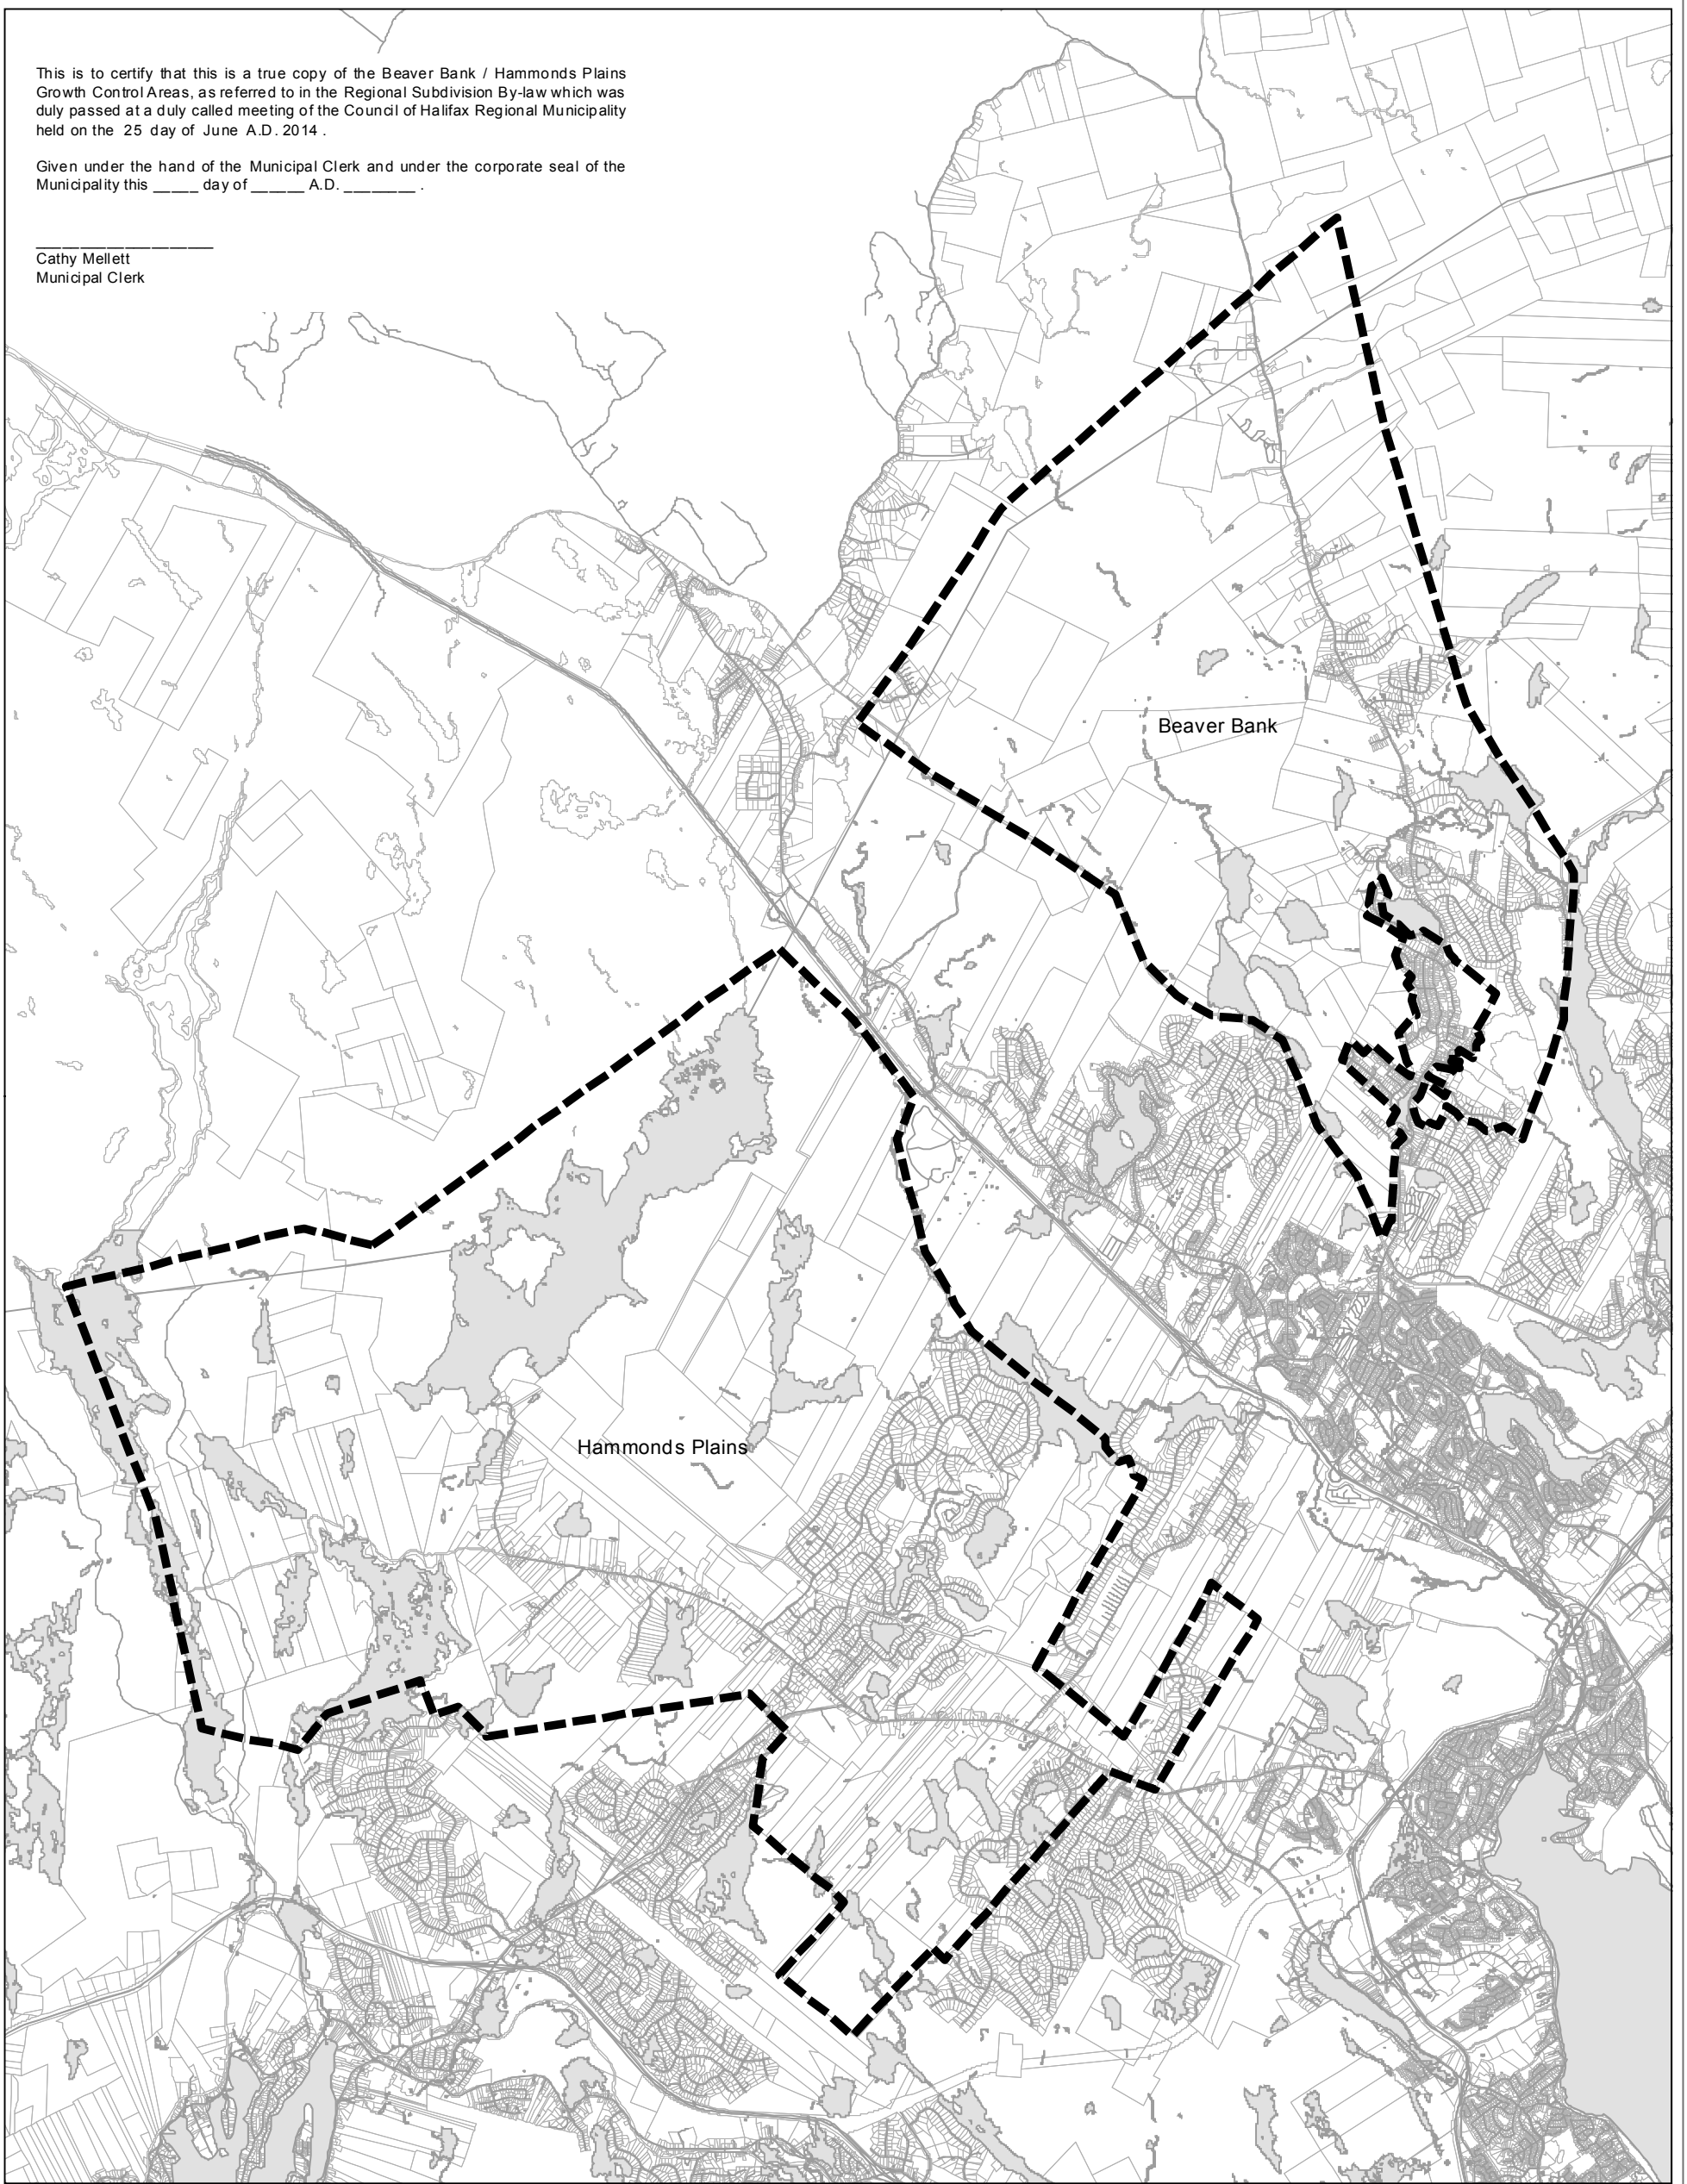 This is to certify that this is a true copy of the Beaver Bank / Hammonds Plains
Growth Control Areas, as referred to in the Regional Subdivision By-law which was
duly passed at a duly called meeting of the Council of Halifax Regional Municipality
held on the 25 day of June A.D. 2014 .
Given under the hand of the Municipal Clerk and under the corporate seal of the
Municipality this _____ day of ______ A.D. ________ .
____________________
Cathy Mellett
Municipal Clerk
Beaver Bank
Hammonds Plains